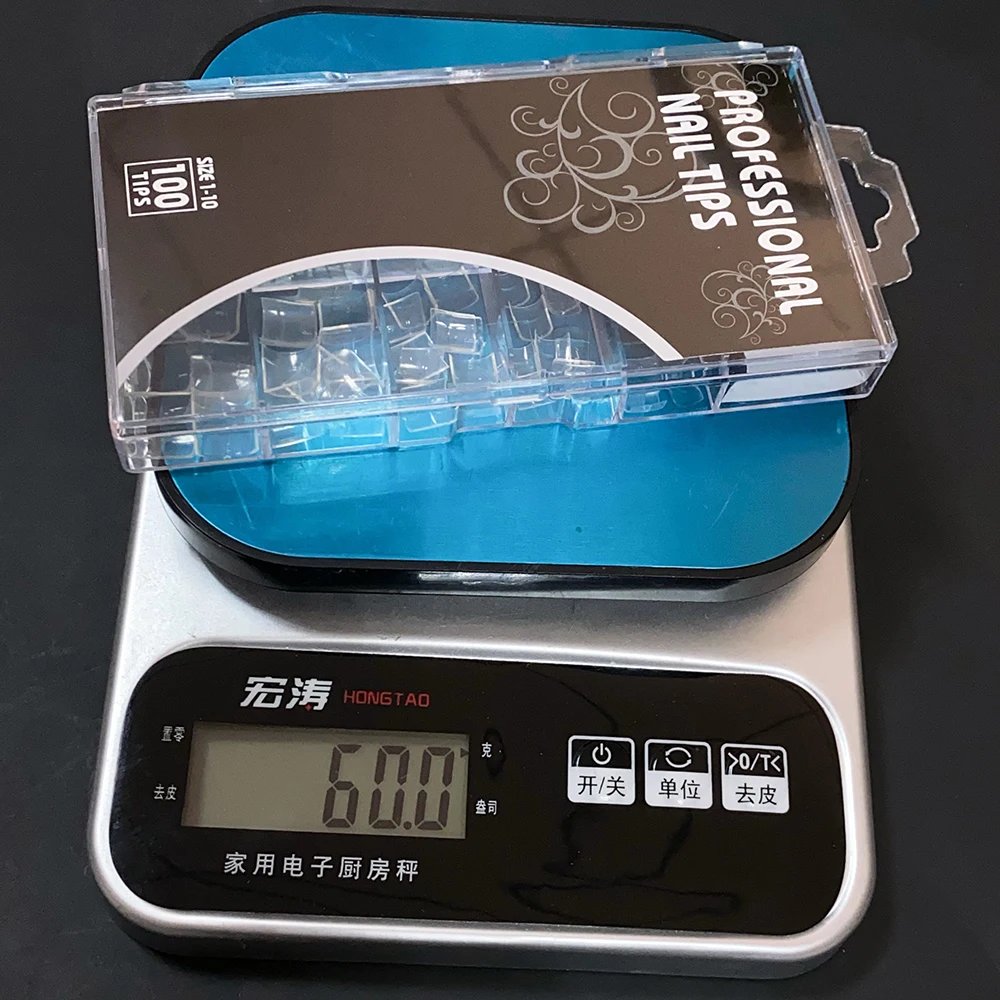 PROFESSIONAL
NAIL TIPS
SIZE 1-10
100
TIPS
宏涛 HONGTAO
置零
克
60.0
去皮
盎司
家用电子厨房秤
开/关
单位
>0/T<
去皮